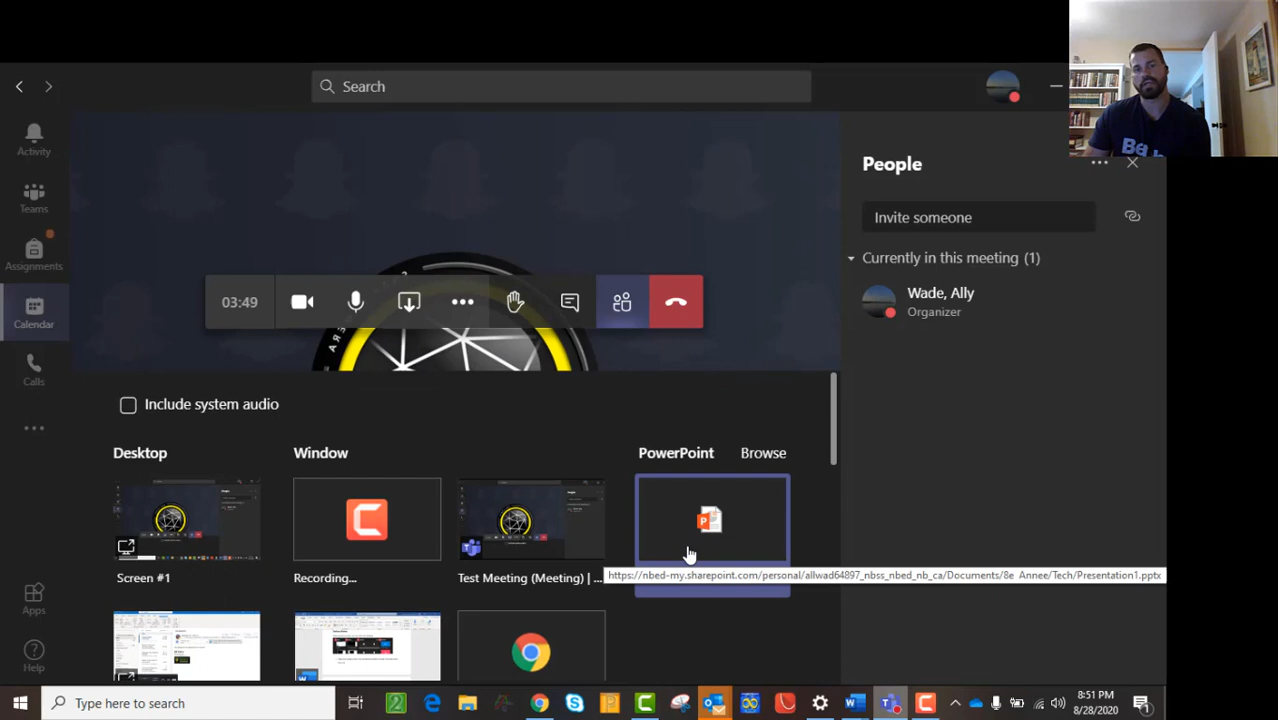 Search
Activity
Teams
Assignments
Calendar
Calls
Apps
Help
People
Invite someone
Currently in this meeting (1)
Wade, Ally
Organizer
03:49
Include system audio
Desktop
Window
PowerPoint
Browse
Screen #1
Recording...
Test Meeting (Meeting) | ...
https://nbed-my.sharepoint.com/personal/allwad64897_nbss_nbed_nb_ca/Documents/8e Annee/Tech/Presentation1.pptx
Type here to search
8:51 PM
8/28/2020